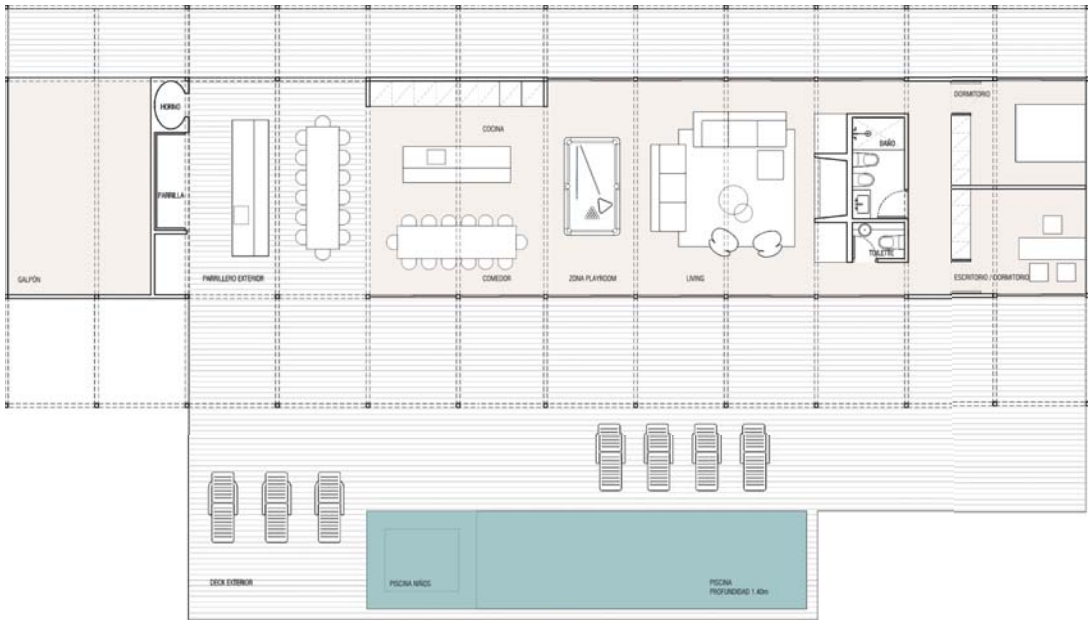 HORNO
DORMITORIO
COCINA
BAÑO
PARRILLA
TOILETTE
GALPÓN
PARRILLERO EXTERIOR
COMEDOR
ZONA PLAYROOM
LIVING
ESCRITORIO / DORMITORIO
DECK EXTERIOR
PISCINA NIÑOS
PISCINA
PROFUNDIDAD 1.40m